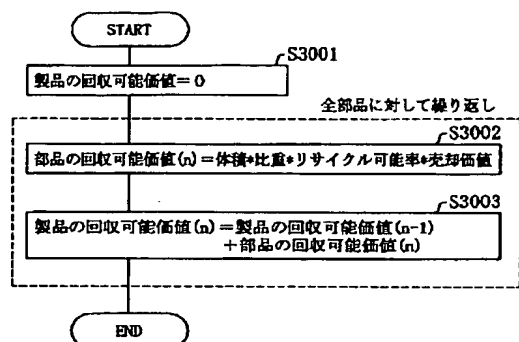 START
S3001
製品の回収可能価値=0
全部品に対して繰り返し
S3002
部品の回収可能価値(n)=体積*比重*リサイクル可能率*売却価値
S3003
製品の回収可能価値(n)=製品の回収可能価値(n-1)
+部品の回収可能価値(n)
END